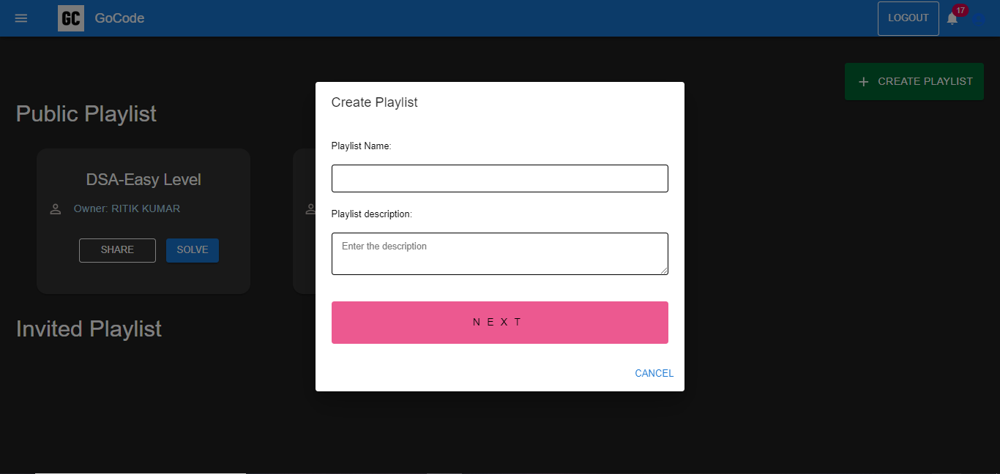 GC GoCode LOGOUT 17
CREATE PLAYLIST
Public Playlist
DSA-Easy Level
Owner: RITIK KUMAR
SHARE SOLVE
Invited Playlist
Create Playlist
Playlist Name:
Playlist description:
Enter the description
NEXT
CANCEL